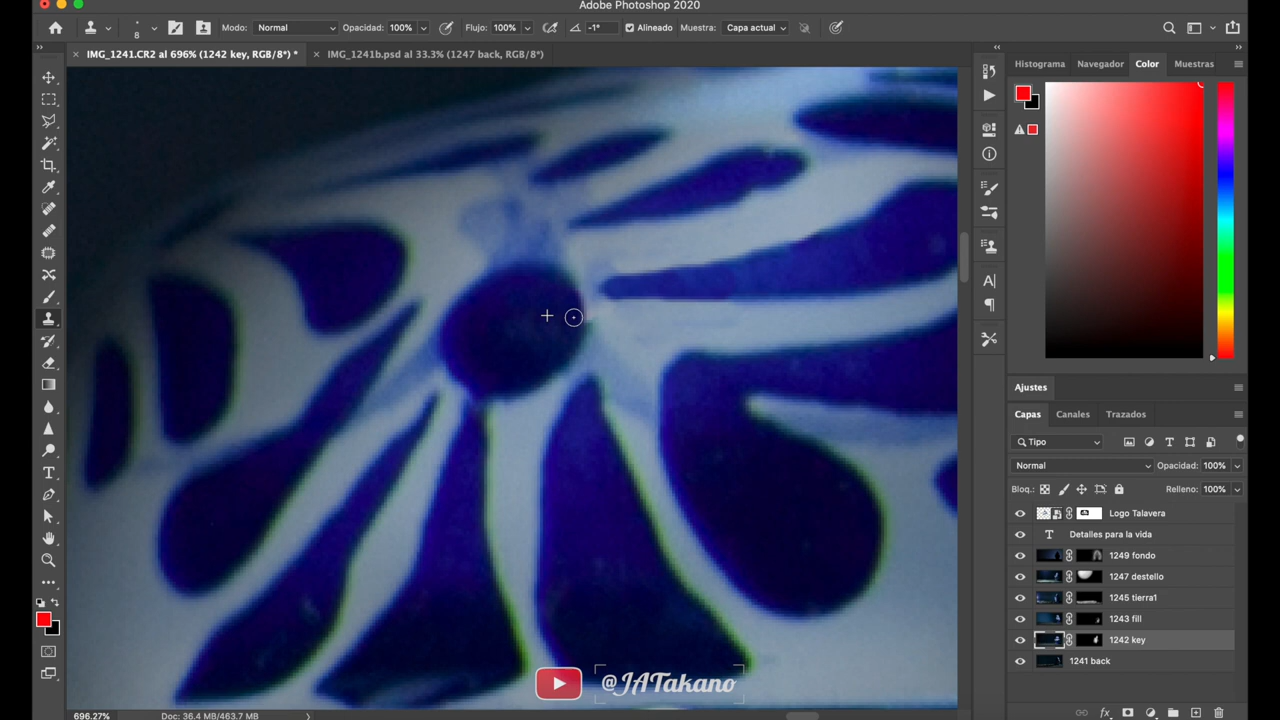 Adobe Photoshop 2020
8 Modo: Normal Opacidad: 100% Flujo: 100% -1° Alineado Muestra: Capa actual
× IMG_1241.CR2 al 696% (1242 key, RGB/8*) * × IMG_1241b.psd al 33.3% (1247 back, RGB/8*)
Histograma Navegador Color Muestras
Ajustes
Capas Canales Trazados
Tipo
Normal Opacidad: 100%
Bloq.: Relleno: 100%
Logo Talavera
T Detalles para la vida
1249 fondo
1247 destello
1245 tierra1
1243 fill
1242 key
1241 back
@JATakano
696.27% Doc: 36.4 MB/463.7 MB